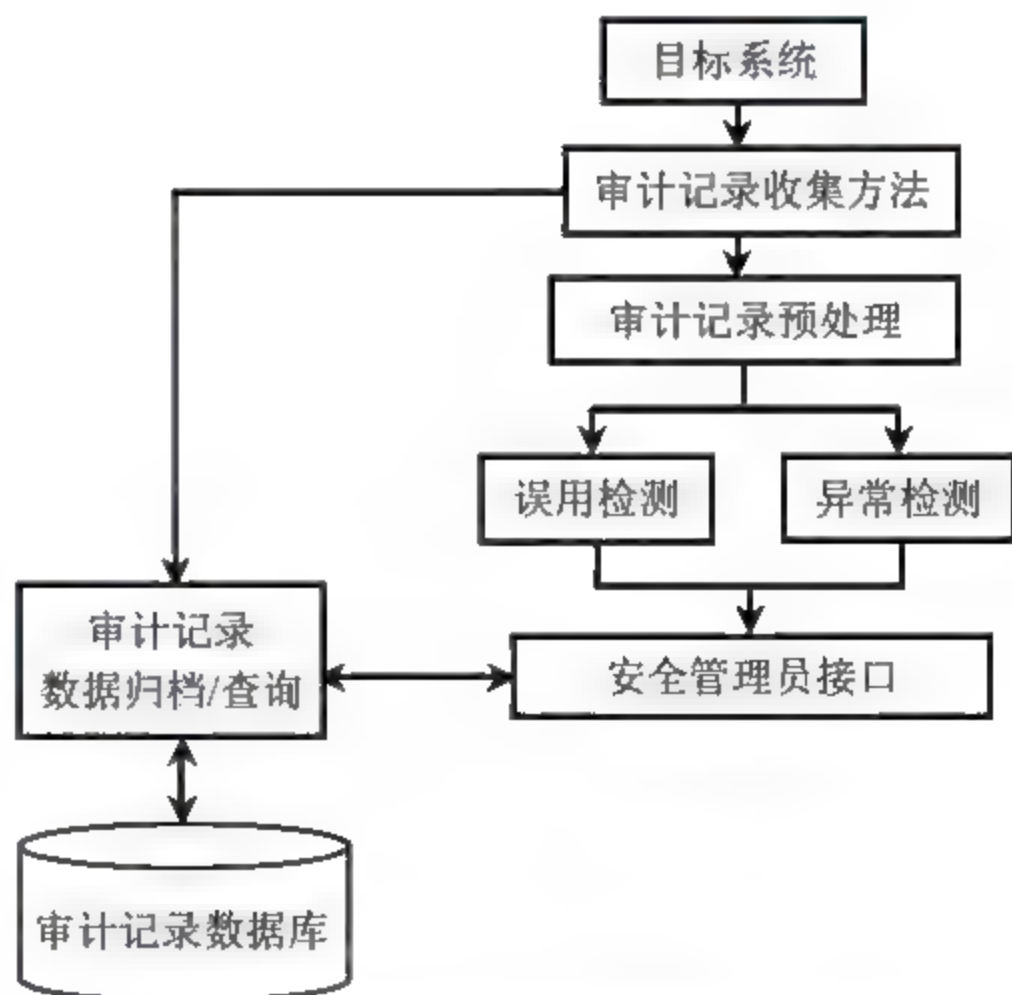 目标系统
审计记录收集方法
审计记录预处理
误用检测
异常检测
审计记录
数据归档/查询
安全管理员接口
审计记录数据库